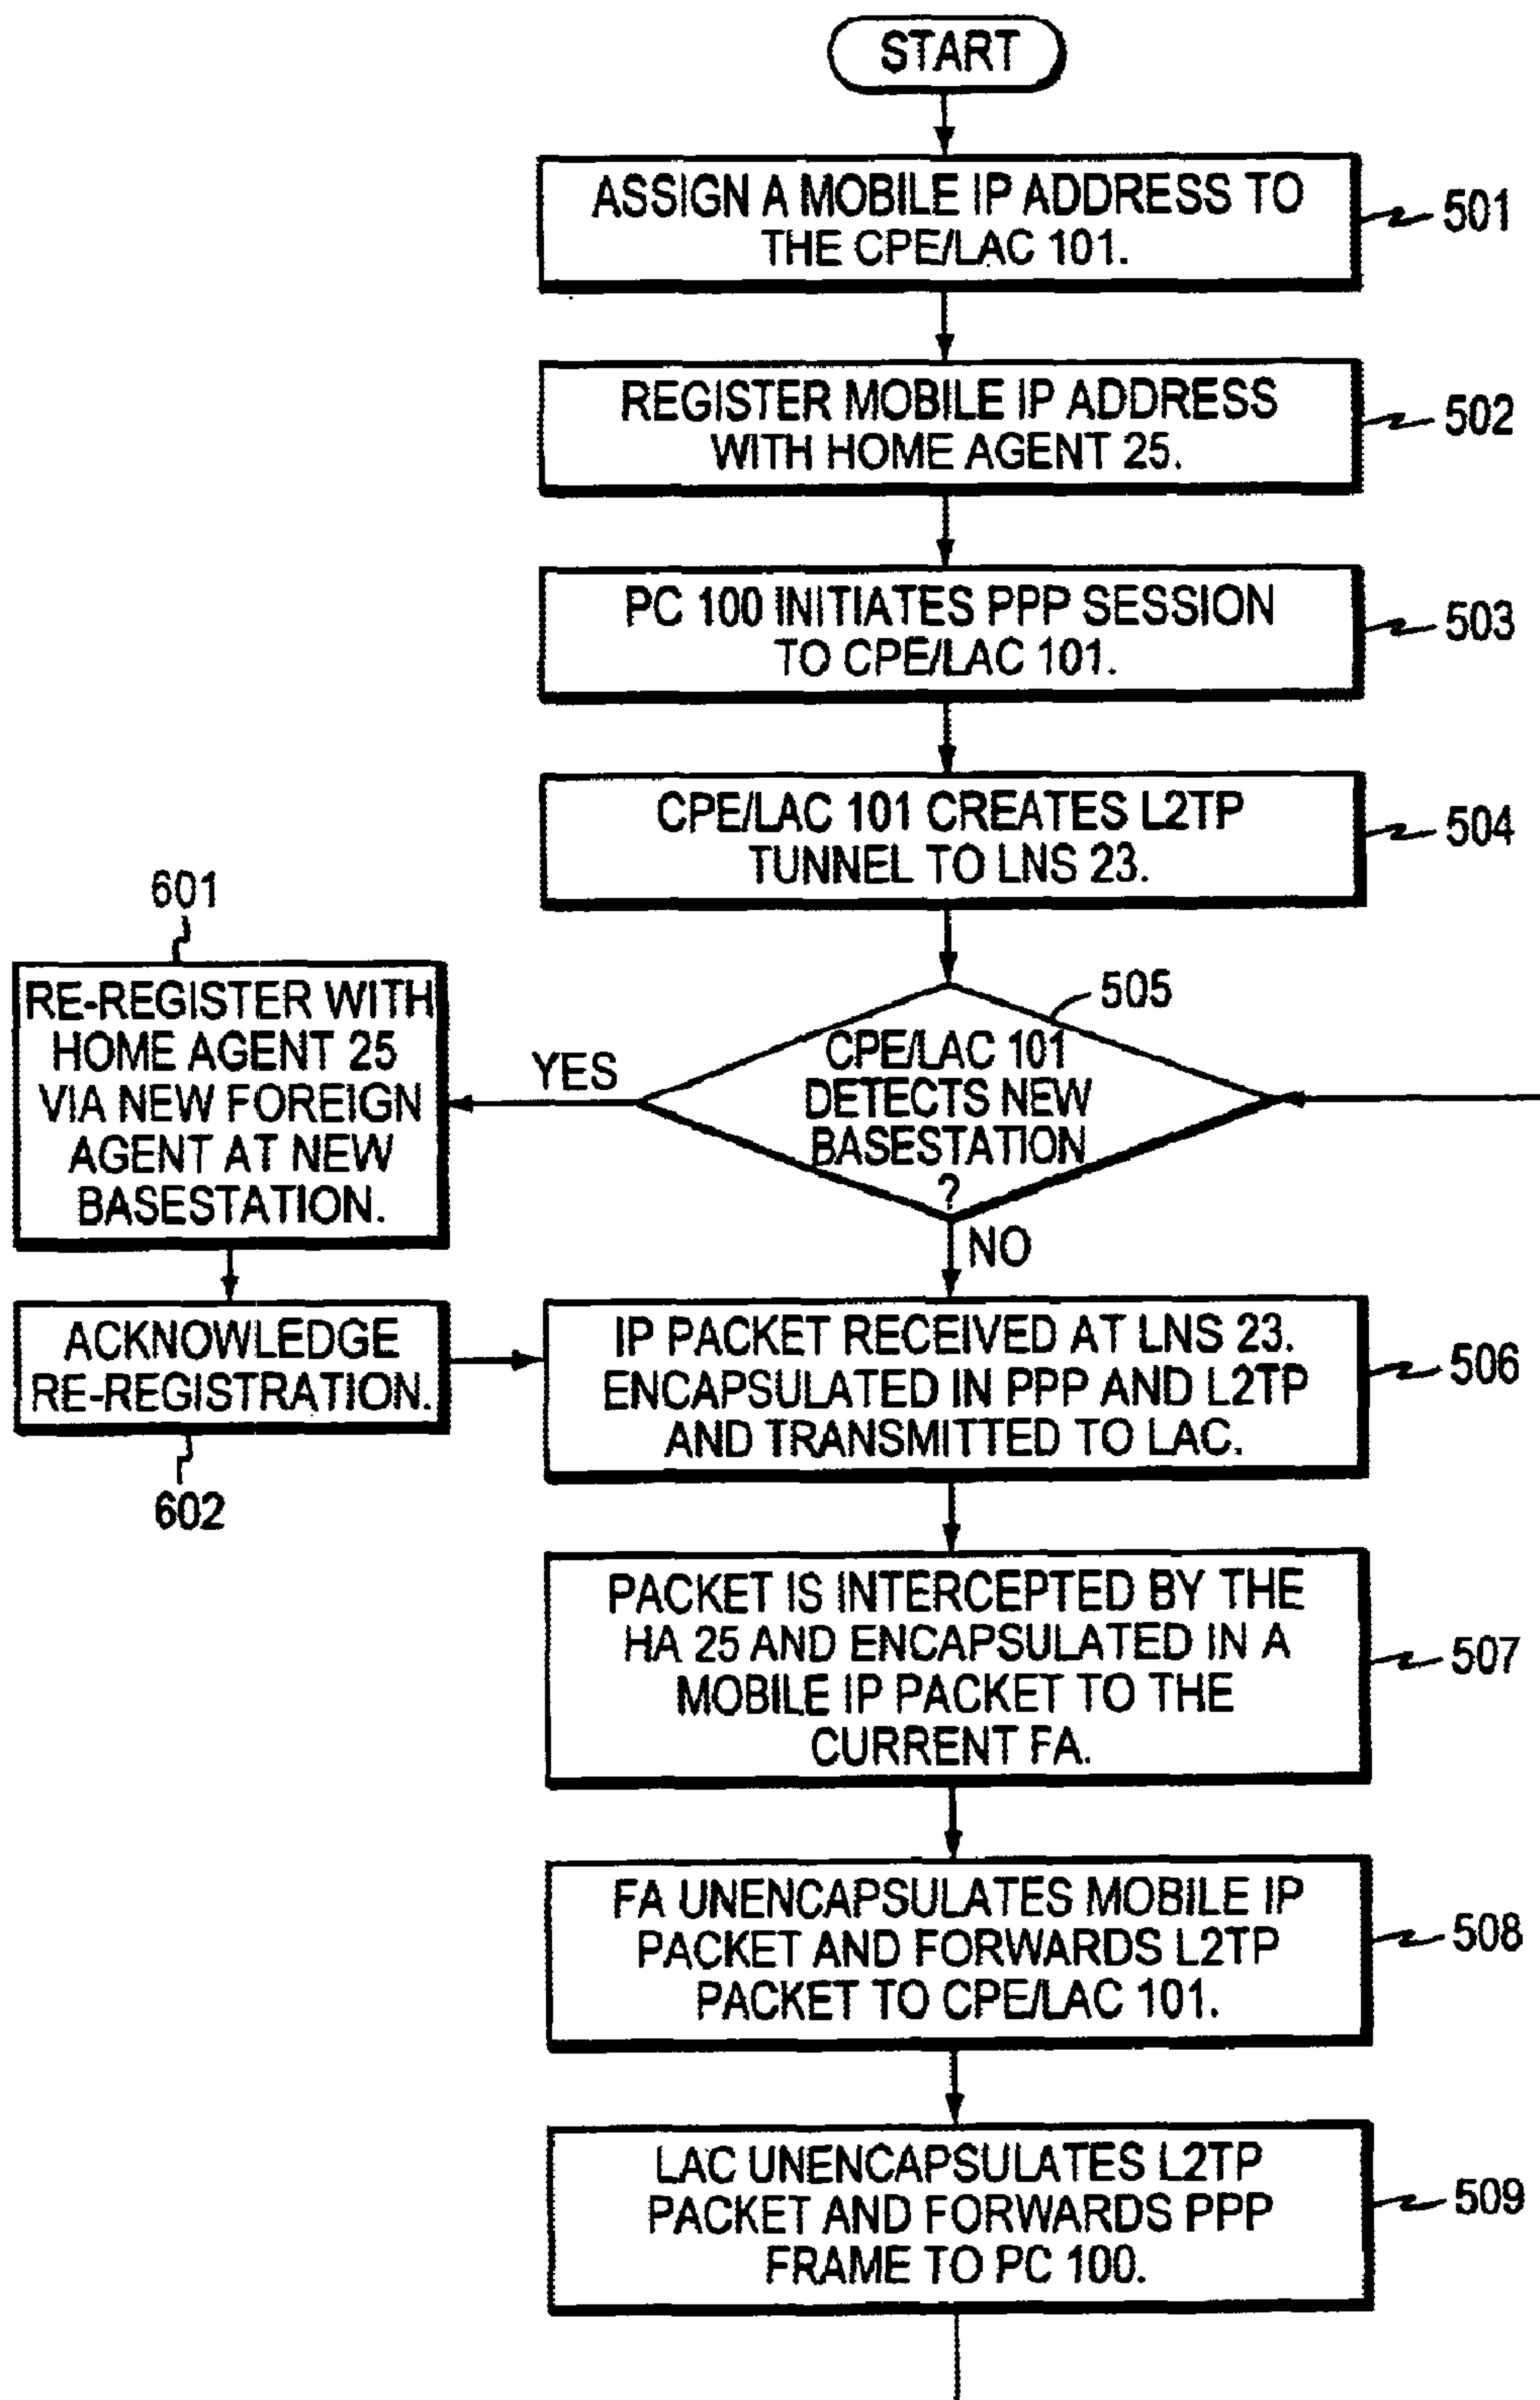 START
ASSIGN A MOBILE IP ADDRESS TO
THE CPE/LAC 101.
501
REGISTER MOBILE IP ADDRESS
WITH HOME AGENT 25.
502
PC 100 INITIATES PPP SESSION
TO CPE/LAC 101.
503
CPE/LAC 101 CREATES L2TP
TUNNEL TO LNS 23.
504
505
CPE/LAC 101
DETECTS NEW
BASESTATION
?
YES
NO
601
RE-REGISTER WITH
HOME AGENT 25
VIA NEW FOREIGN
AGENT AT NEW
BASESTATION.
ACKNOWLEDGE
RE-REGISTRATION.
602
IP PACKET RECEIVED AT LNS 23.
ENCAPSULATED IN PPP AND L2TP
AND TRANSMITTED TO LAC.
506
PACKET IS INTERCEPTED BY THE
HA 25 AND ENCAPSULATED IN A
MOBILE IP PACKET TO THE
CURRENT FA.
507
FA UNENCAPSULATES MOBILE IP
PACKET AND FORWARDS L2TP
PACKET TO CPE/LAC 101.
508
LAC UNENCAPSULATES L2TP
PACKET AND FORWARDS PPP
FRAME TO PC 100.
509